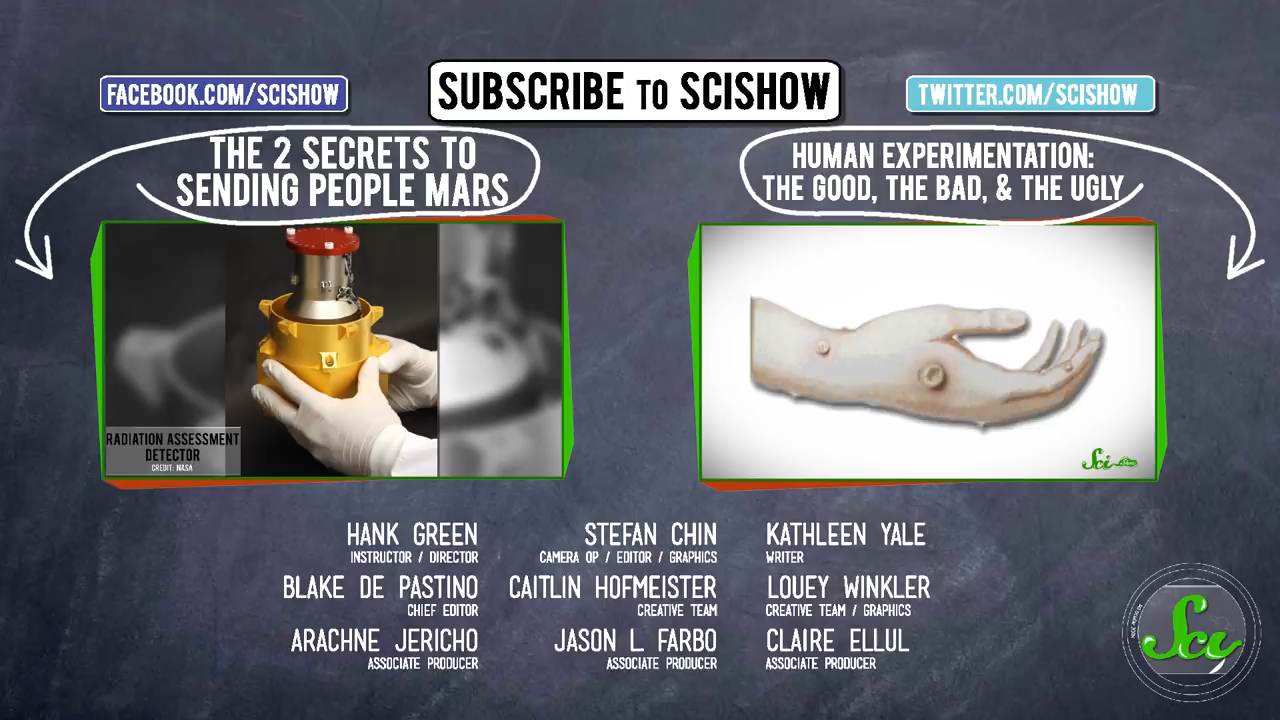 FACEBOOK.COM/SCISHOW
SUBSCRIBE TO SCISHOW
TWITTER.COM/SCISHOW
THE 2 SECRETS TO
SENDING PEOPLE MARS
HUMAN EXPERIMENTATION:
THE GOOD, THE BAD, & THE UGLY
RADIATION ASSESSMENT
DETECTOR
CREDIT: NASA
Sci Show
HANK GREEN
INSTRUCTOR / DIRECTOR
BLAKE DE PASTINO
CHIEF EDITOR
ARACHNE JERICHO
ASSOCIATE PRODUCER
STEFAN CHIN
CAMERA OP / EDITOR / GRAPHICS
CAITLIN HOFMEISTER
CREATIVE TEAM
JASON L FARBO
ASSOCIATE PRODUCER
KATHLEEN YALE
WRITER
LOUEY WINKLER
CREATIVE TEAM / GRAPHICS
CLAIRE ELLUL
ASSOCIATE PRODUCER
Sci